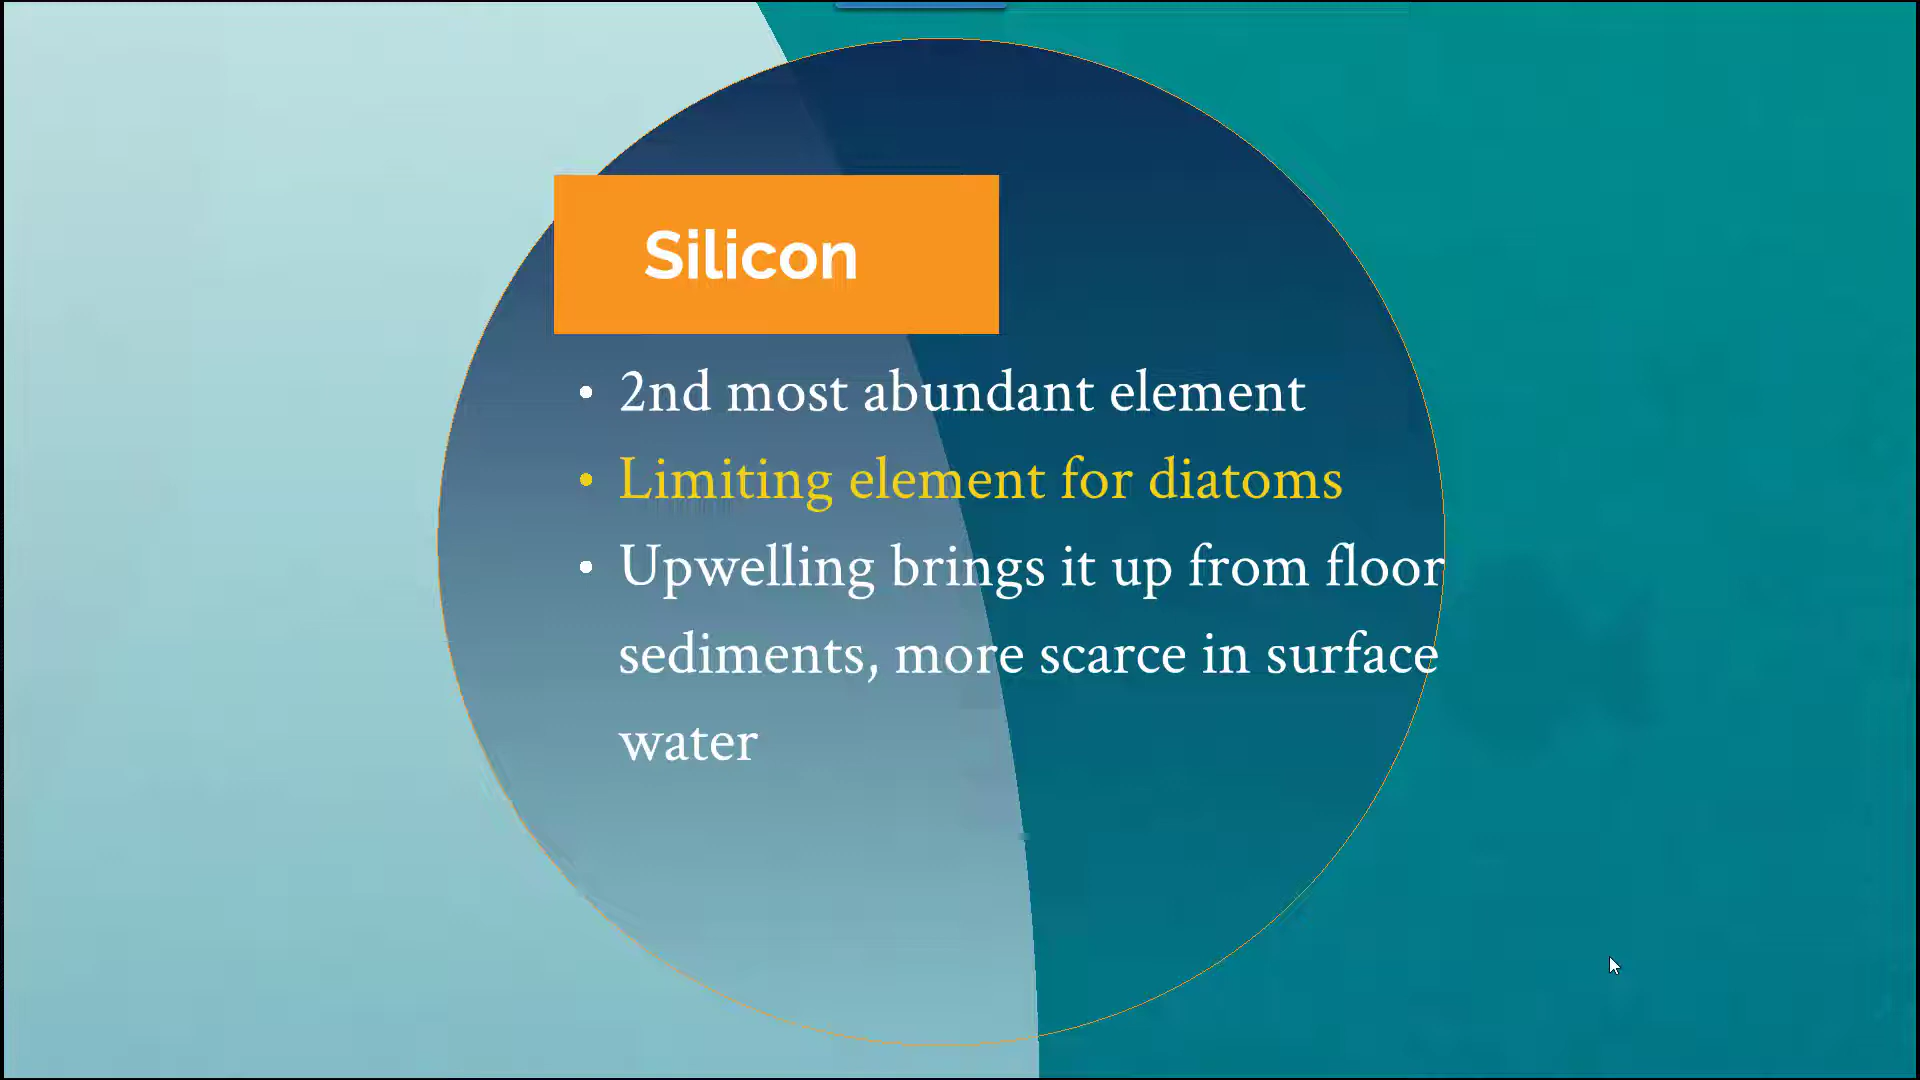 Silicon
• 2nd most abundant element
• Limiting element for diatoms
• Upwelling brings it up from floor
sediments, more scarce in surface
water